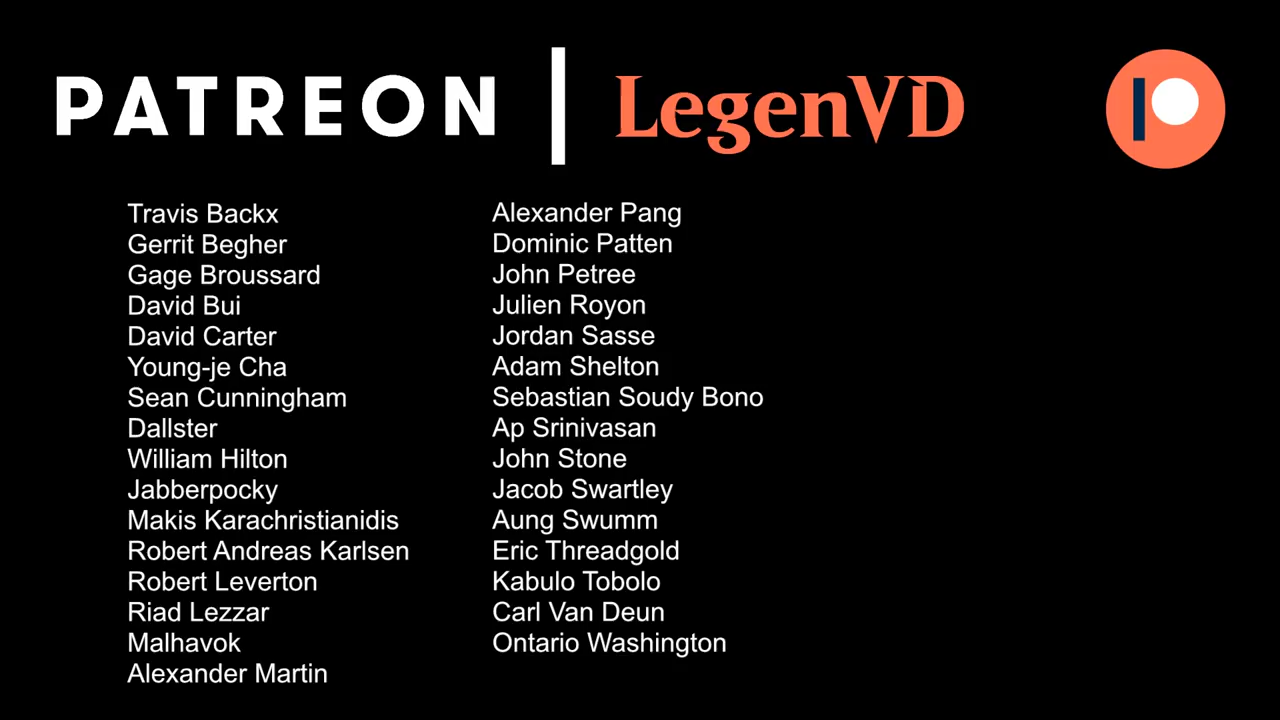 PATREON | LegenVD
Travis Backx
Gerrit Begher
Gage Broussard
David Bui
David Carter
Young-je Cha
Sean Cunningham
Dallster
William Hilton
Jabberpocky
Makis Karachristianidis
Robert Andreas Karlsen
Robert Leverton
Riad Lezzar
Malhavok
Alexander Martin
Alexander Pang
Dominic Patten
John Petree
Julien Royon
Jordan Sasse
Adam Shelton
Sebastian Soudy Bono
Ap Srinivasan
John Stone
Jacob Swartley
Aung Swumm
Eric Threadgold
Kabulo Tobolo
Carl Van Deun
Ontario Washington